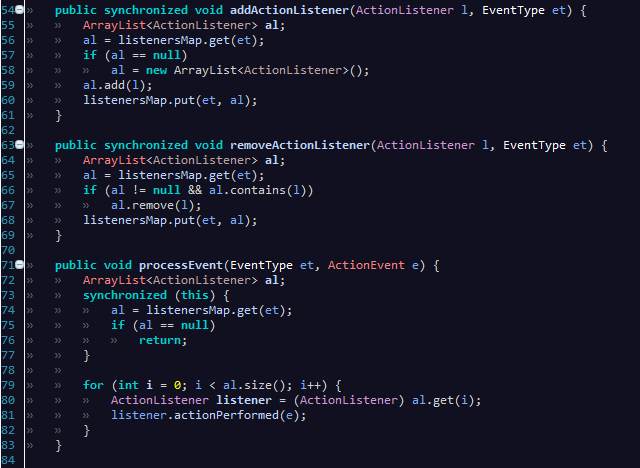 54 » public synchronized void addActionListener(ActionListener l, EventType et) {
55 » » ArrayList<ActionListener> al;
56 » » al = listenersMap.get(et);
57 » » if (al == null)
58 » » » al = new ArrayList<ActionListener>();
59 » » al.add(l);
60 » » listenersMap.put(et, al);
61 » }
62
63 » public synchronized void removeActionListener(ActionListener l, EventType et) {
64 » » ArrayList<ActionListener> al;
65 » » al = listenersMap.get(et);
66 » » if (al != null && al.contains(l))
67 » » » al.remove(l);
68 » » listenersMap.put(et, al);
69 » }
70
71 » public void processEvent(EventType et, ActionEvent e) {
72 » » ArrayList<ActionListener> al;
73 » » synchronized (this) {
74 » » » al = listenersMap.get(et);
75 » » » if (al == null)
76 » » » » return;
77 » » }
78 » »
79 » » for (int i = 0; i < al.size(); i++) {
80 » » » ActionListener listener = (ActionListener) al.get(i);
81 » » » listener.actionPerformed(e);
82 » » }
83 » }
84